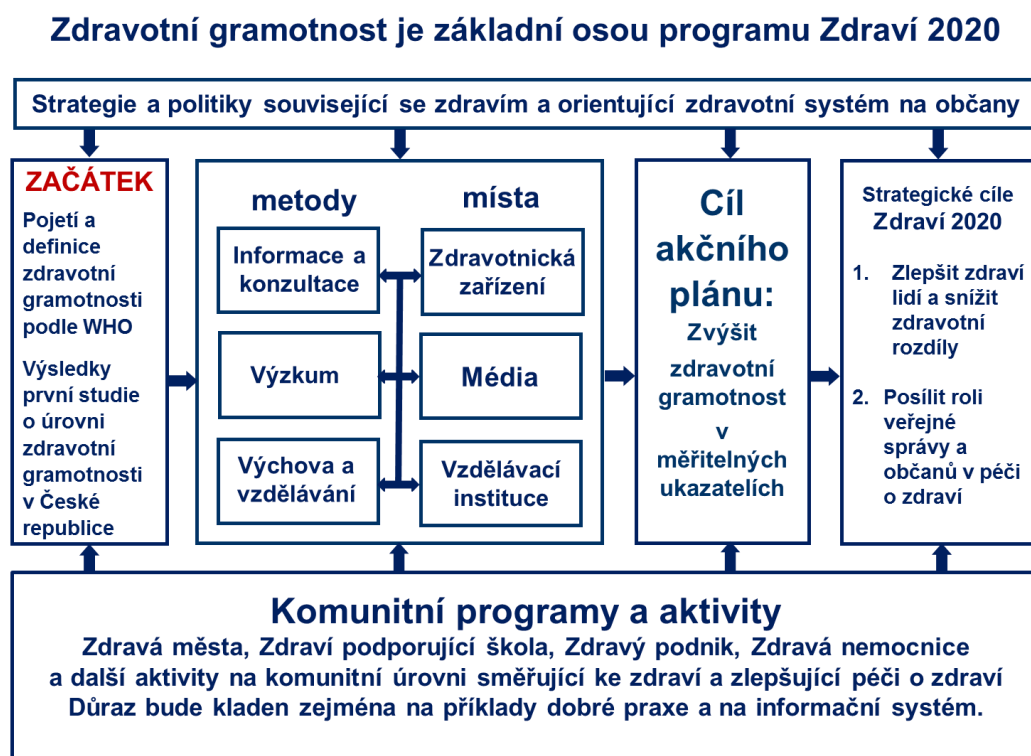 Zdravotní gramotnost je základní osou programu Zdraví 2020
Strategie a politiky související se zdravím a orientující zdravotní systém na občany
ZAČÁTEK
Pojetí a
definice
zdravotní
gramotnosti
podle WHO
Výsledky
první studie
o úrovni
zdravotní
gramotnosti
v České
republice
metody
místa
Informace a
konzultace
Zdravotnická
zařízení
Výzkum
Média
Výchova a
vzdělávání
Vzdělávací
instituce
Cíl
akčního
plánu:
Zvýšit
zdravotní
gramotnost
v
měřitelných
ukazatelích
Strategické cíle
Zdraví 2020
1. Zlepšit zdraví
lidí a snížit
zdravotní
rozdíly
2. Posílit roli
veřejné
správy a
občanů v péči
o zdraví
Komunitní programy a aktivity
Zdravá města, Zdraví podporující škola, Zdravý podnik, Zdravá nemocnice
a další aktivity na komunitní úrovni směřující ke zdraví a zlepšující péči o zdraví
Důraz bude kladen zejména na příklady dobré praxe a na informační systém.